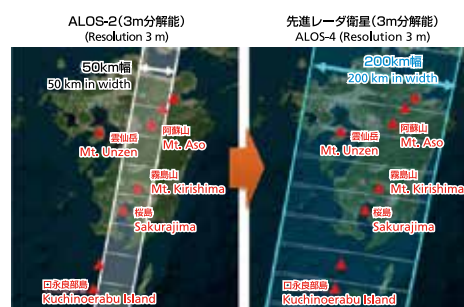 ALOS-2(3m分解能)
(Resolution 3 m)
50km幅
50 km in width
雲仙岳
Mt. Unzen
阿蘇山
Mt. Aso
霧島山
Mt. Kirishima
桜島
Sakurajima
口永良部島
Kuchinoerabu Island
先進レーダ衛星(3m分解能)
ALOS-4 (Resolution 3 m)
200km幅
200 km in width
雲仙岳
Mt. Unzen
阿蘇山
Mt. Aso
霧島山
Mt. Kirishima
桜島
Sakurajima
口永良部島
Kuchinoerabu Island